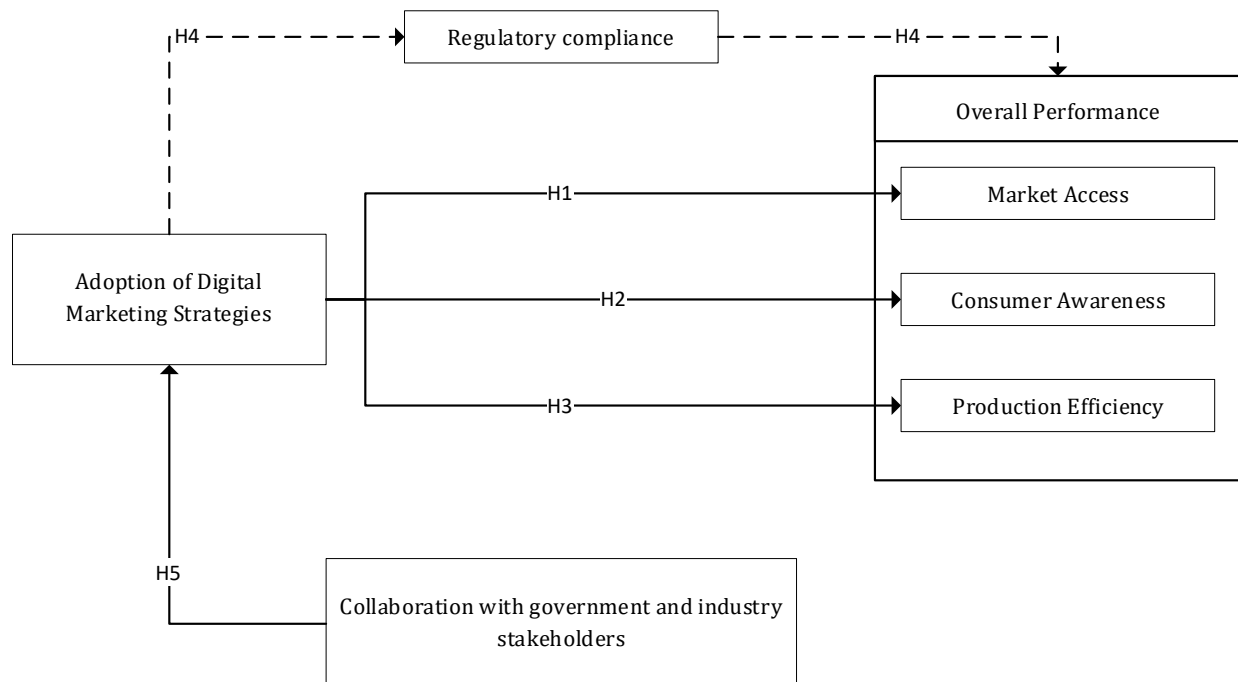 H4
Regulatory compliance
H4
Overall Performance
H1
Market Access
Adoption of Digital
Marketing Strategies
H2
Consumer Awareness
H3
Production Efficiency
H5
Collaboration with government and industry
stakeholders